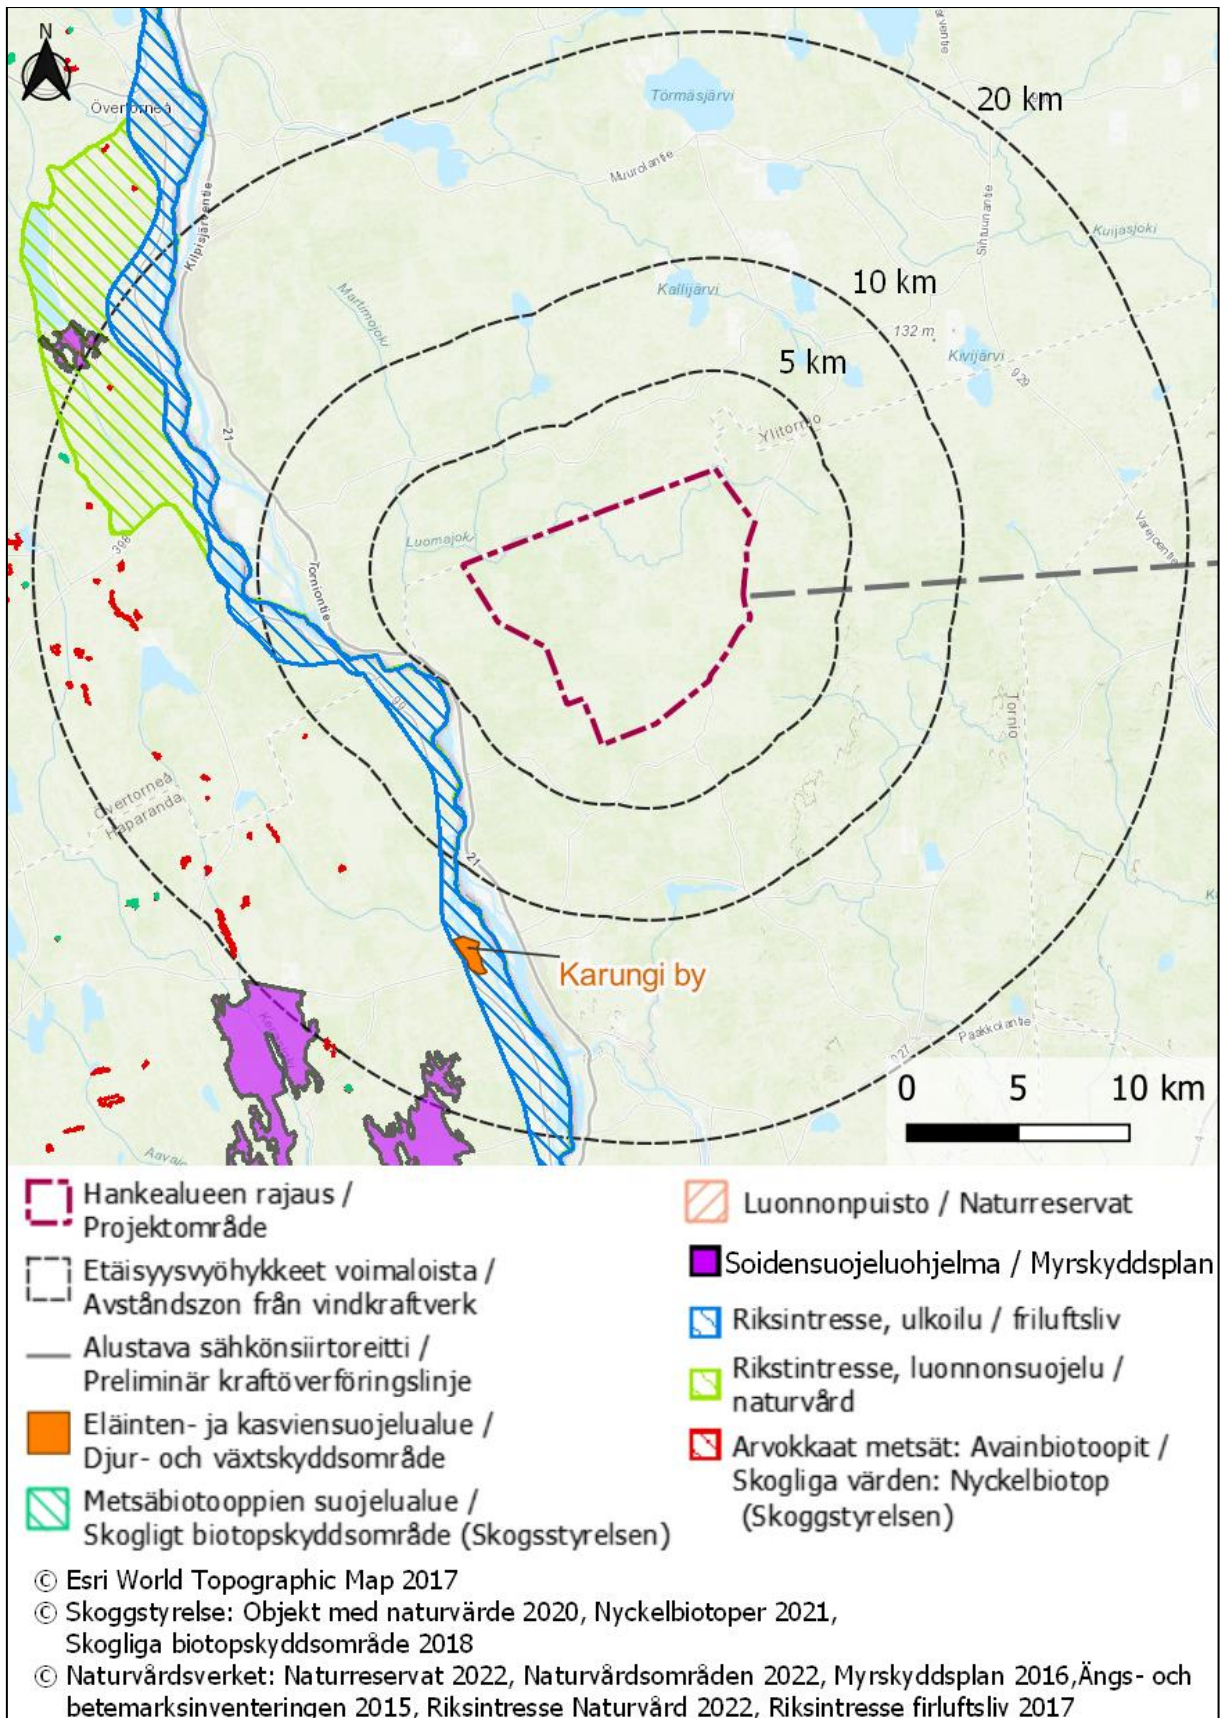 N
Övertorneå
Törmäsjärvi
20 km
Muurolantie
Sihtuunantie
Kuijasjoki
Kilpisjärventie
Martimojoki
Kallijärvi
10 km
132 m
Kivijärvi
929
5 km
Ylitornio
21
Luomajoki
398
Torniontie
Varejoentie
99
Tornio
Övertorneå
Haparanda
21
Karungi by
Paakkolantie
927
0 5 10 km
Hankealueen rajaus /
Projektområde
Etäisyysvyöhykkeet voimaloista /
Avståndszon från vindkraftverk
Alustava sähkönsiirtoreitti /
Preliminär kraftöverföringslinje
Eläinten- ja kasviensuojelualue /
Djur- och växtskyddsområde
Metsäbiotooppien suojelualue /
Skogligt biotopskyddsområde (Skogsstyrelsen)
Luonnonpuisto / Naturreservat
Soidensuojeluohjelma / Myrskyddsplan
Riksintresse, ulkoilu / friluftsliv
Rikstintresse, luonnonsuojelu /
naturvård
Arvokkaat metsät: Avainbiotoopit /
Skogliga värden: Nyckelbiotop
(Skoggstyrelsen)
© Esri World Topographic Map 2017
© Skoggstyrelse: Objekt med naturvärde 2020, Nyckelbiotoper 2021,
Skogliga biotopskyddsområde 2018
© Naturvårdsverket: Naturreservat 2022, Naturvårdsområden 2022, Myrskyddsplan 2016,Ängs- och
betemarksinventeringen 2015, Riksintresse Naturvård 2022, Riksintresse firluftsliv 2017